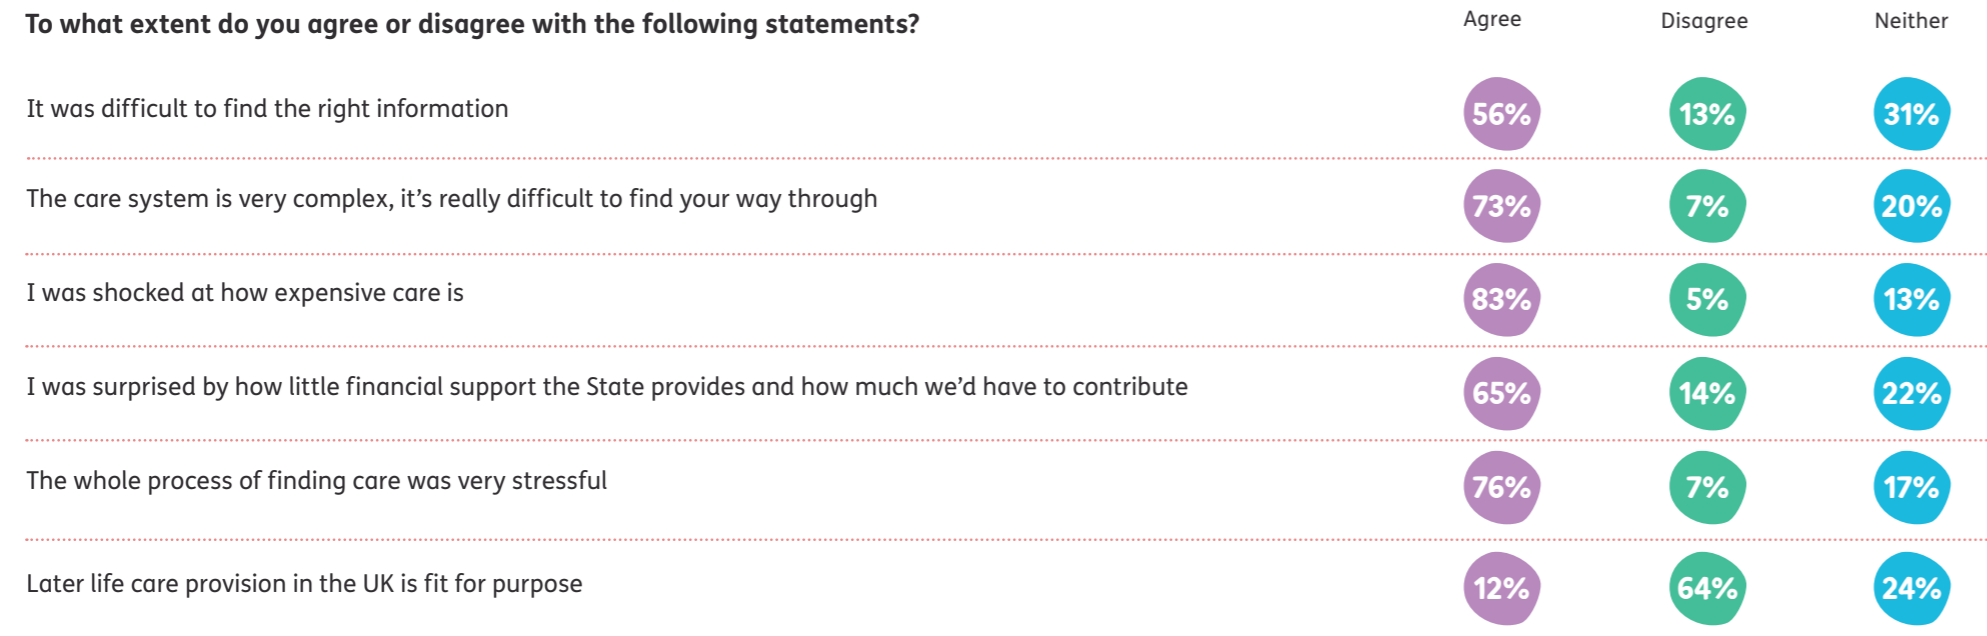 To what extent do you agree or disagree with the following statements? Agree Disagree Neither
It was difficult to find the right information 56% 13% 31%
The care system is very complex, it’s really difficult to find your way through 73% 7% 20%
I was shocked at how expensive care is 83% 5% 13%
I was surprised by how little financial support the State provides and how much we’d have to contribute 65% 14% 22%
The whole process of finding care was very stressful 76% 7% 17%
Later life care provision in the UK is fit for purpose 12% 64% 24%